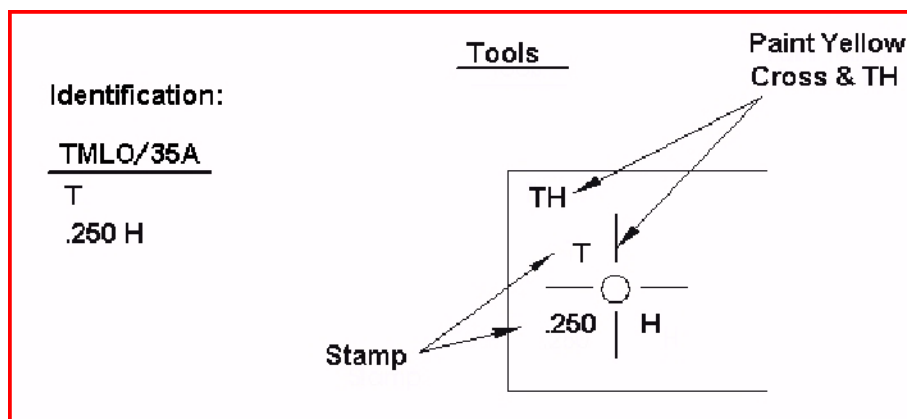 Tools
Paint Yellow
Cross & TH
Identification:
TMLO/35A
T
.250 H
TH
T
.250 H
Stamp